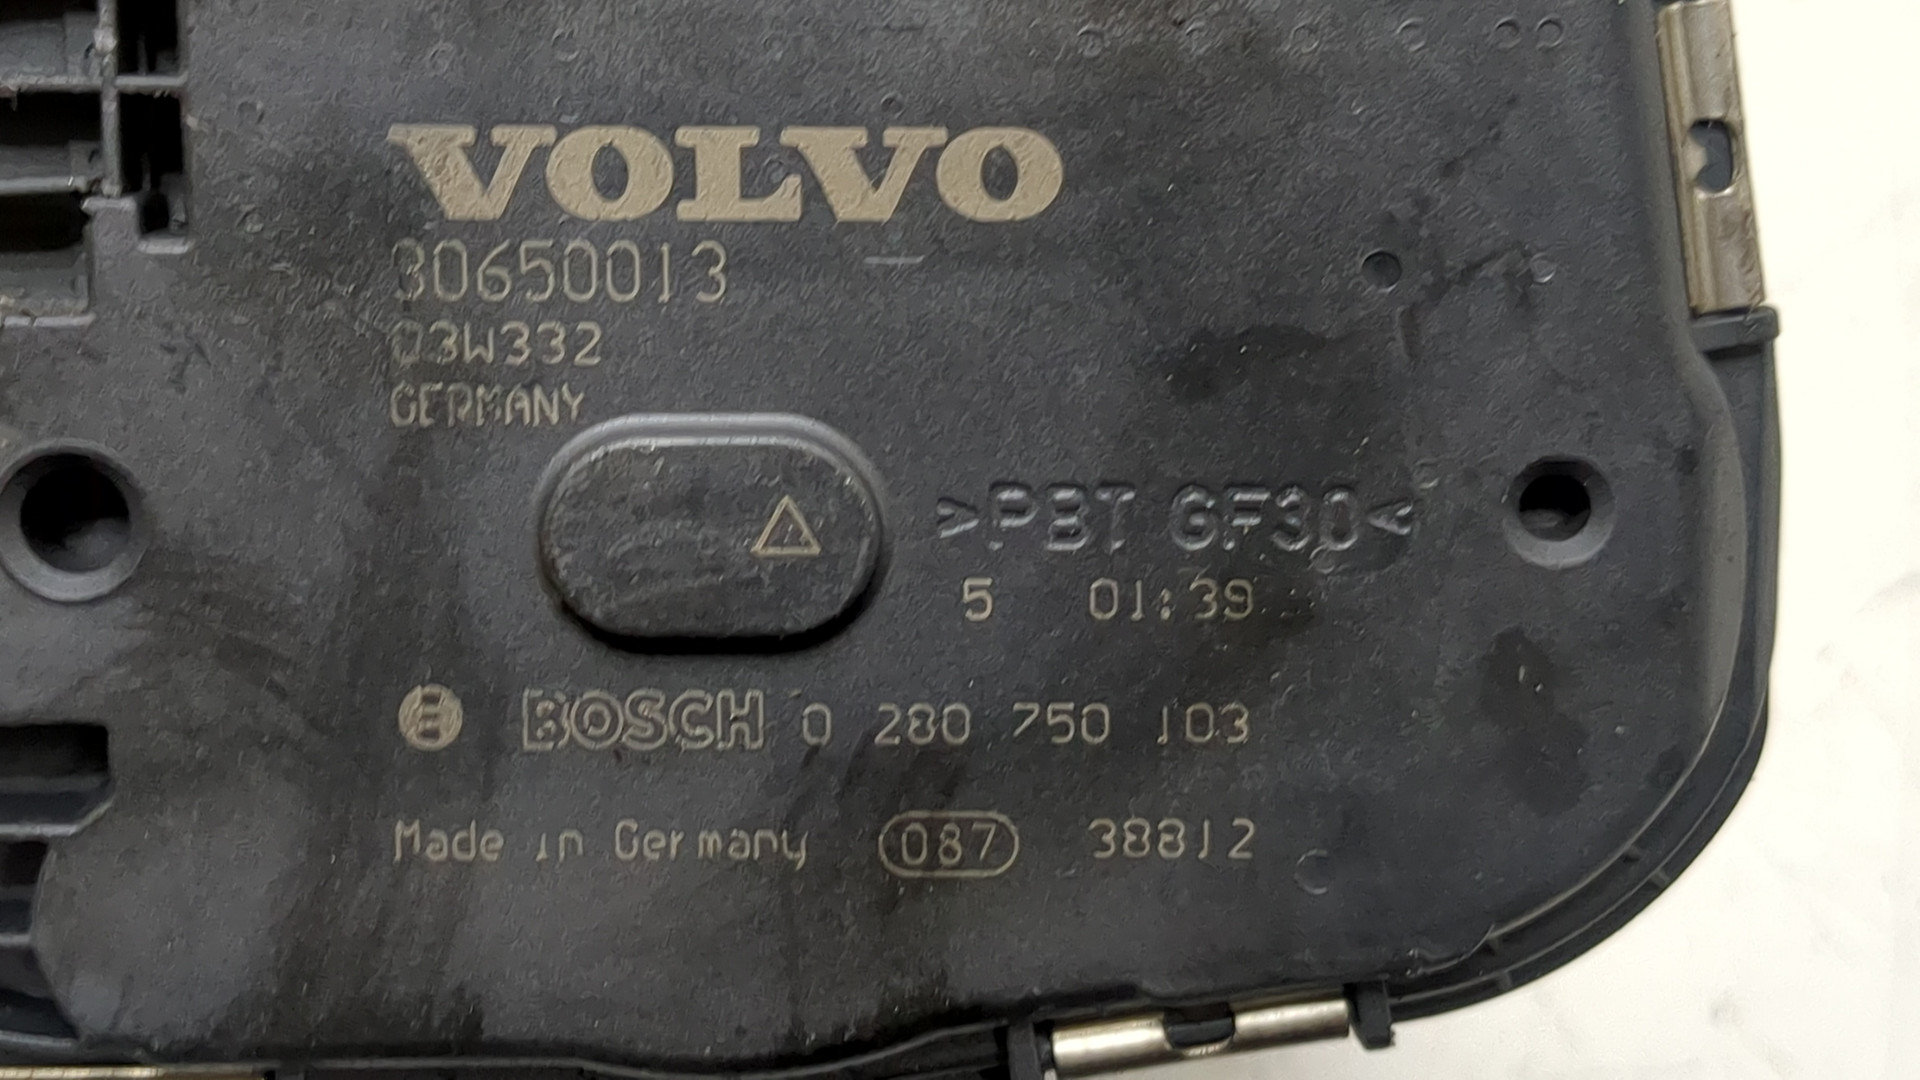 VOLVO
30650013
03W332
GERMANY
>PBT GF30<
5 01:39
BOSCH 0 280 750 103
Made in Germany 087 38812